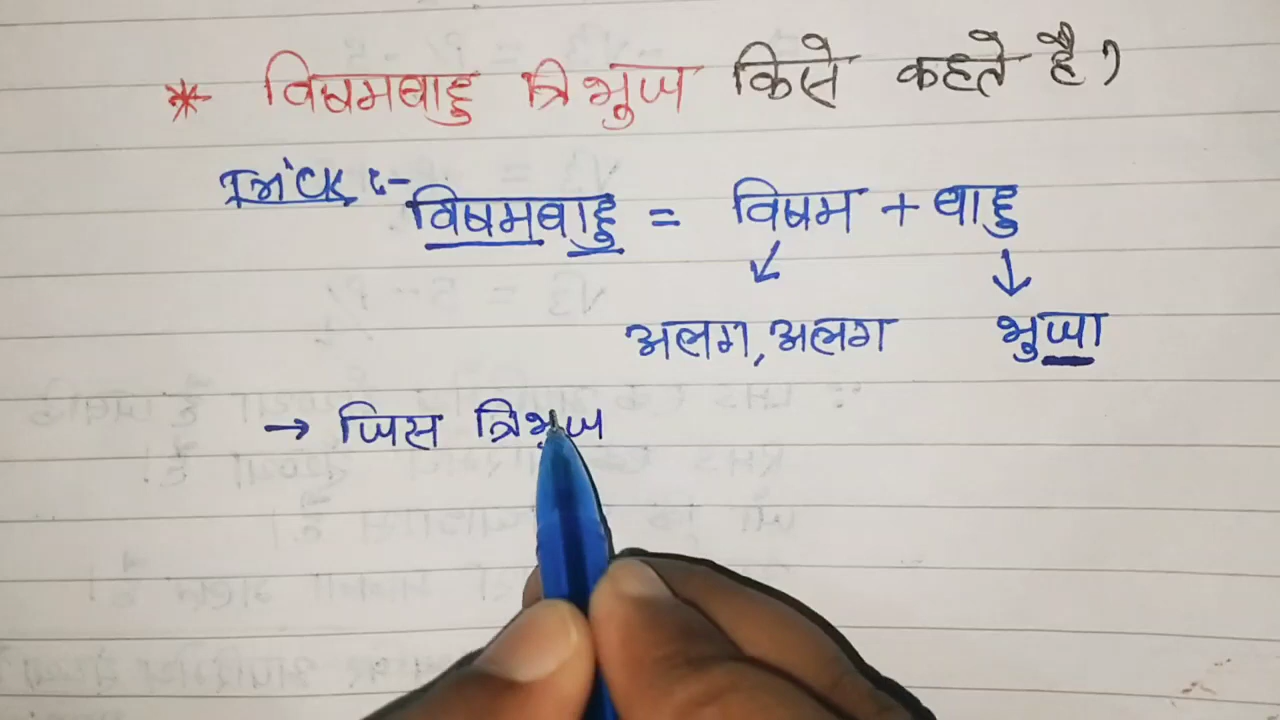 * विषमबाहु त्रिभुज किसे कहते है?
Trick :- विषमबाहु = विषम + बाहु
↙ ↓
अलग, अलग भुजा
→ जिस त्रिभुज